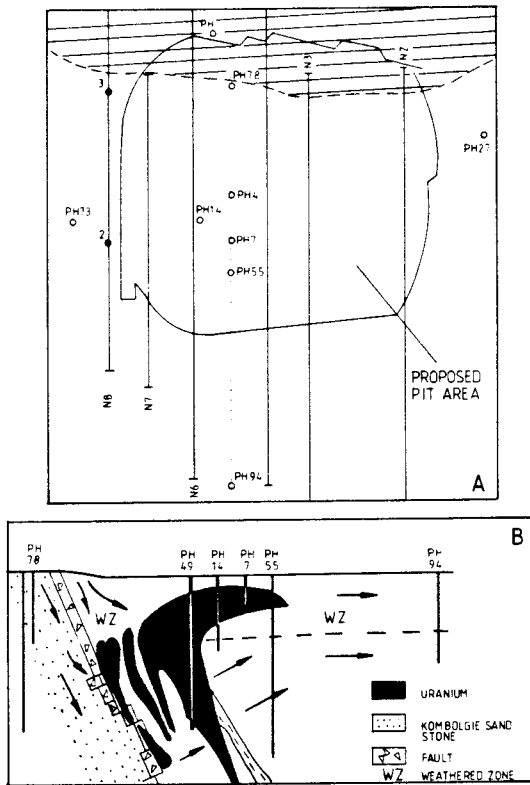 PH
N3
N2
PH78
3
PH27
PH4
PH73
PH14
2
PH7
PH55
PROPOSED
PIT AREA
N8
N7
N6
PH94
A
B
PH
78
PH
49
PH
14
PH
7
PH
55
PH
94
WZ
WZ
URANIUM
KOMBOLGIE SAND
STONE
FAULT
WZ WEATHERED ZONE